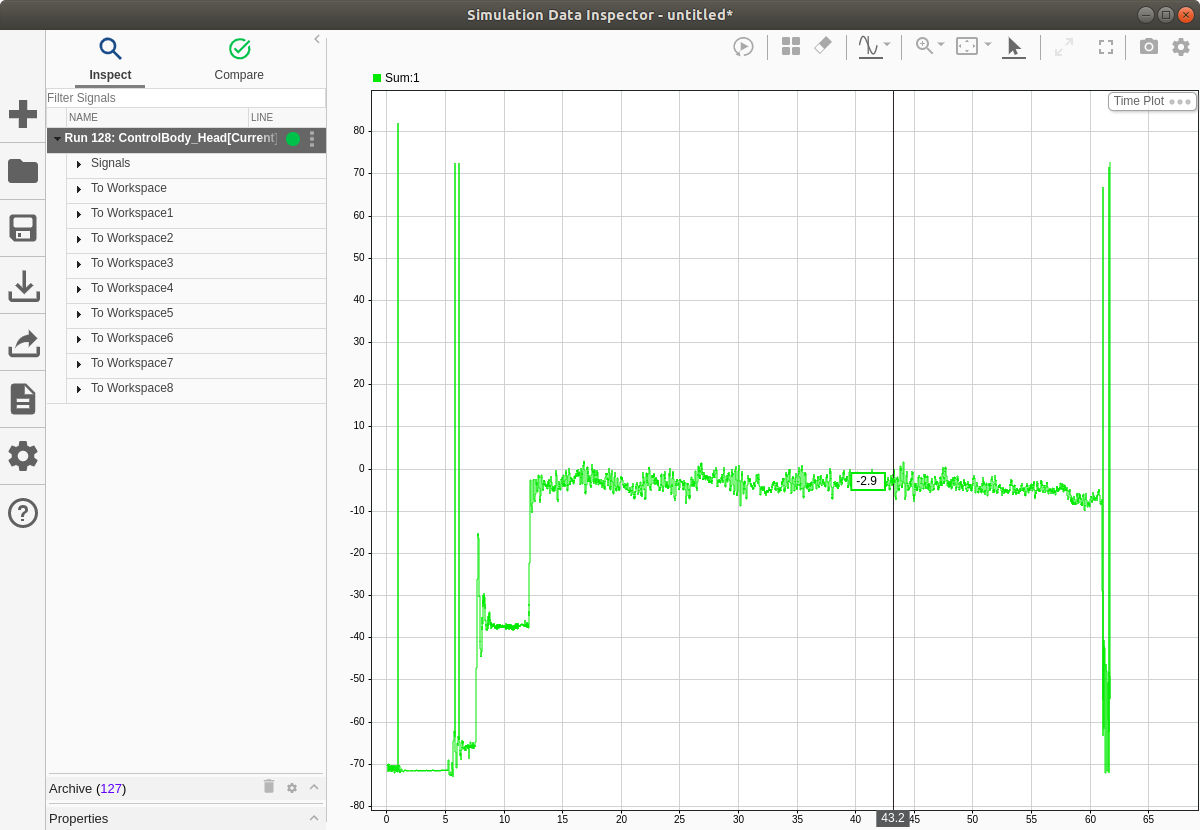 Simulation Data Inspector - untitled*
Inspect
Compare
Filter Signals
NAME LINE
Run 128: ControlBody_Head[Current]
Signals
To Workspace
To Workspace1
To Workspace2
To Workspace3
To Workspace4
To Workspace5
To Workspace6
To Workspace7
To Workspace8
Archive (127)
Properties
Sum:1
Time Plot
80
70
60
50
40
30
20
10
0
-10
-20
-30
-40
-50
-60
-70
-80
-2.9
0 5 10 15 20 25 30 35 40 43.2 45 50 55 60 65